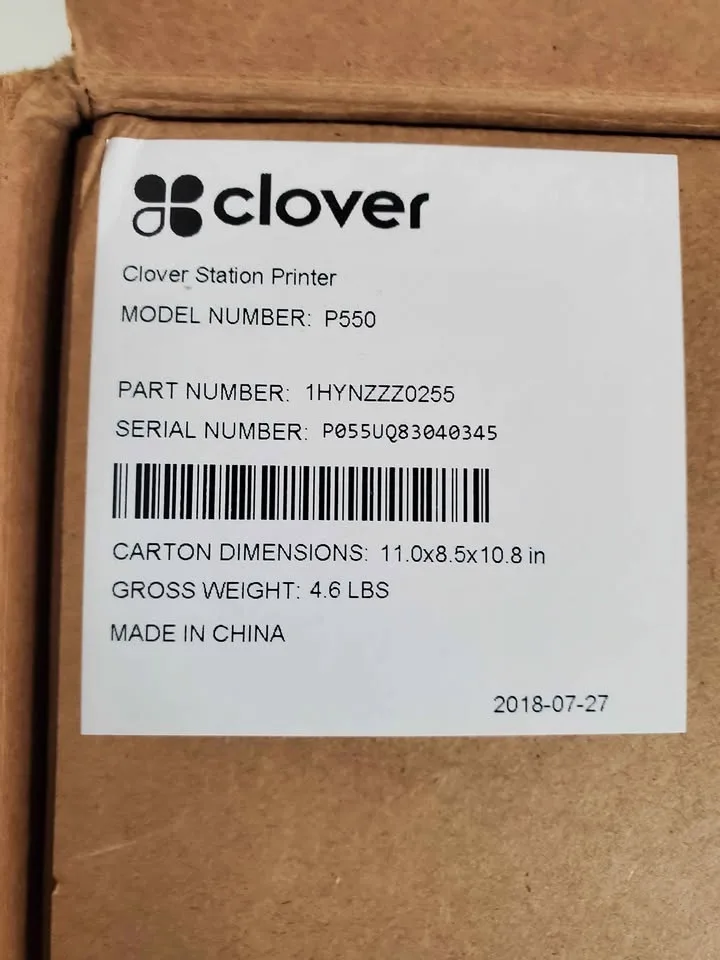 clover
Clover Station Printer
MODEL NUMBER: P550
PART NUMBER: 1HYNZZZ0255
SERIAL NUMBER: P055UQ83040345
CARTON DIMENSIONS: 11.0x8.5x10.8 in
GROSS WEIGHT: 4.6 LBS
MADE IN CHINA
2018-07-27